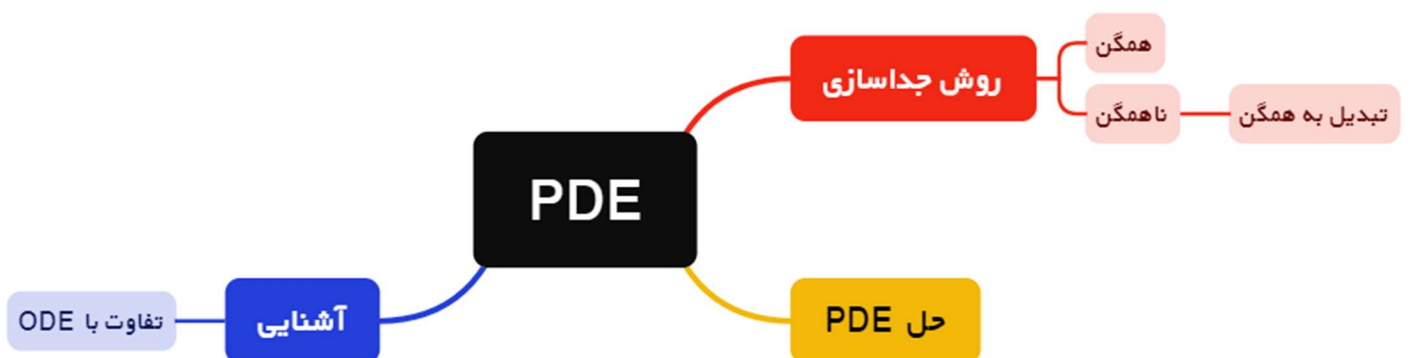 PDE
روش جداسازی
همگن
ناهمگن
تبدیل به همگن
حل PDE
آشنایی
تفاوت با ODE